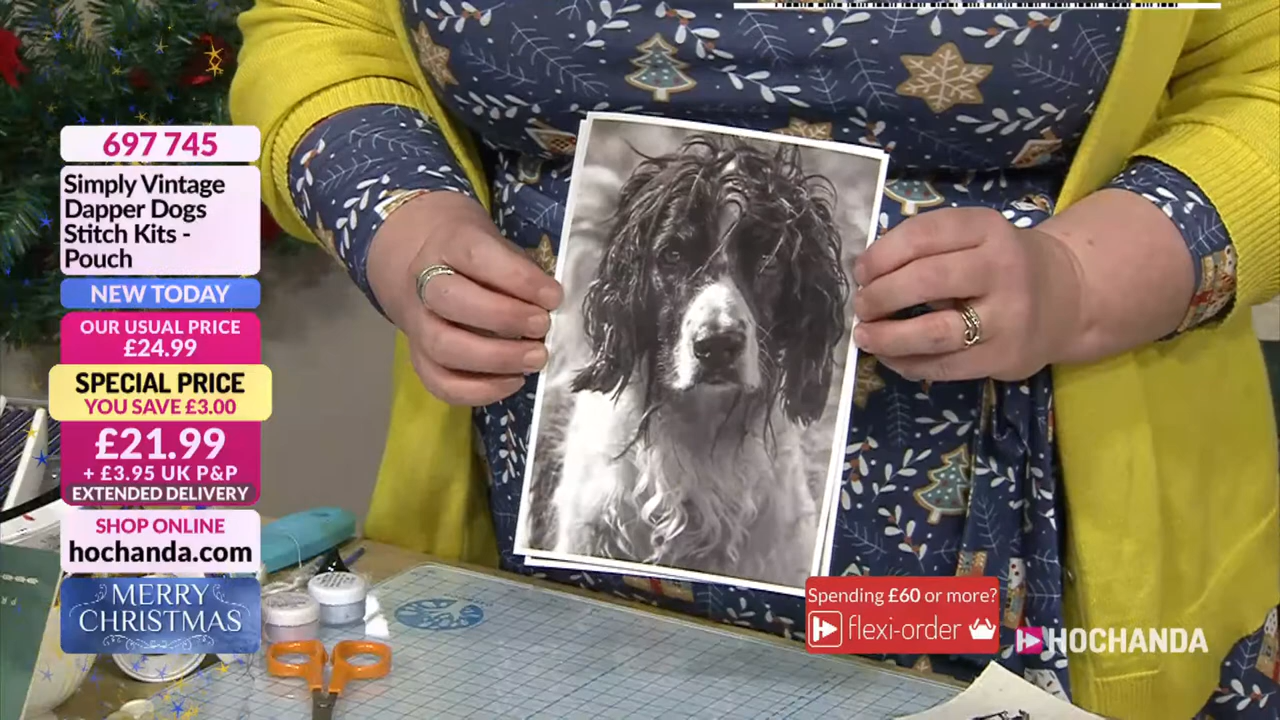 697 745
Simply Vintage
Dapper Dogs
Stitch Kits -
Pouch
NEW TODAY
OUR USUAL PRICE
£24.99
SPECIAL PRICE
YOU SAVE £3.00
£21.99
+ £3.95 UK P&P
EXTENDED DELIVERY
SHOP ONLINE
hochanda.com
MERRY
CHRISTMAS
Spending £60 or more?
flexi-order
HOCHANDA